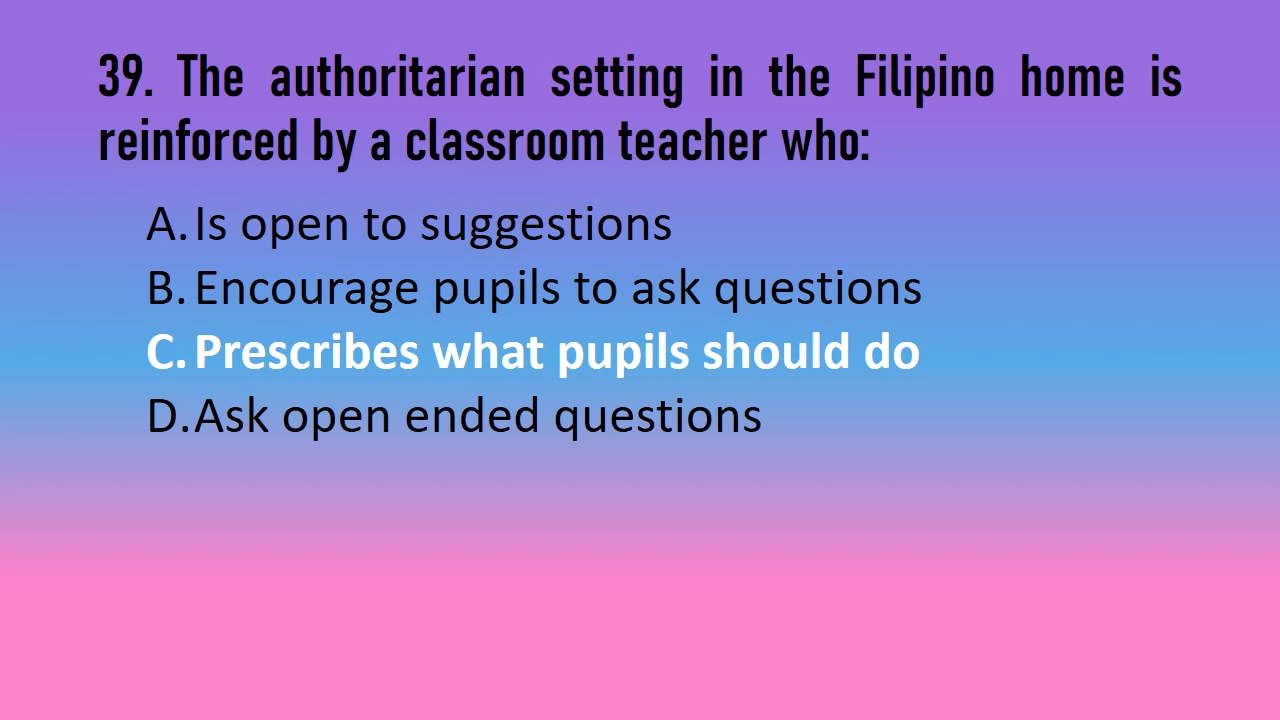 39. The authoritarian setting in the Filipino home is
reinforced by a classroom teacher who:
A. Is open to suggestions
B. Encourage pupils to ask questions
C. Prescribes what pupils should do
D. Ask open ended questions